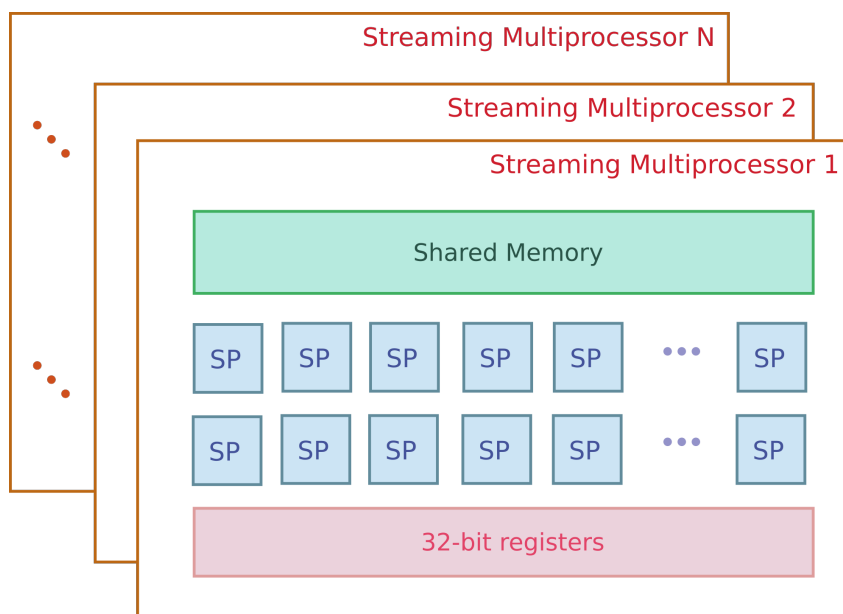 Streaming Multiprocessor N
Streaming Multiprocessor 2
Streaming Multiprocessor 1
Shared Memory
SP SP SP SP SP SP
SP SP SP SP SP SP
32-bit registers